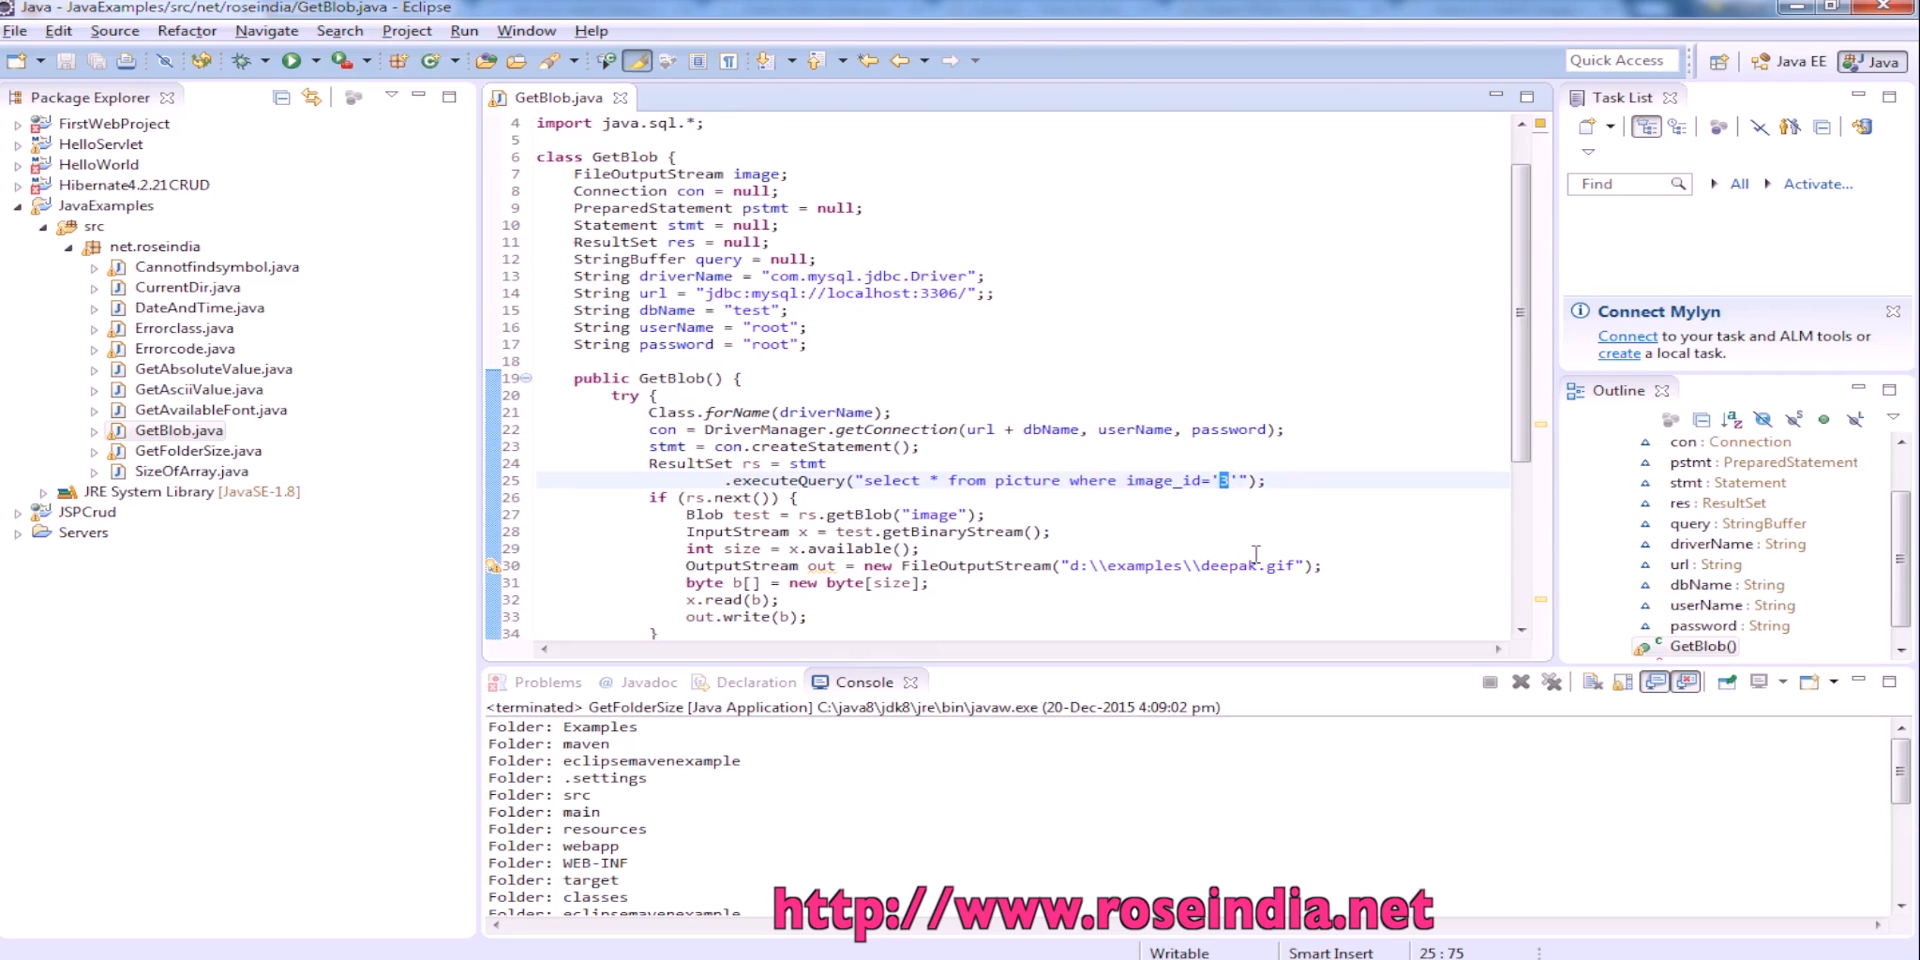 Java - JavaExamples/src/net/roseindia/GetBlob.java - Eclipse
File Edit Source Refactor Navigate Search Project Run Window Help
Quick Access
Java EE
Java
Package Explorer
FirstWebProject
HelloServlet
HelloWorld
Hibernate4.2.21CRUD
JavaExamples
src
net.roseindia
Cannotfindsymbol.java
CurrentDir.java
DateAndTime.java
Errorclass.java
Errorcode.java
GetAbsoluteValue.java
GetAsciiValue.java
GetAvailableFont.java
GetBlob.java
GetFolderSize.java
SizeOfArray.java
JRE System Library [JavaSE-1.8]
JSPCrud
Servers
GetBlob.java
4 import java.sql.*;
5
6 class GetBlob {
7 FileOutputStream image;
8 Connection con = null;
9 PreparedStatement pstmt = null;
10 Statement stmt = null;
11 ResultSet res = null;
12 StringBuffer query = null;
13 String driverName = "com.mysql.jdbc.Driver";
14 String url = "jdbc:mysql://localhost:3306/";;
15 String dbName = "test";
16 String userName = "root";
17 String password = "root";
18
19 public GetBlob() {
20 try {
21 Class.forName(driverName);
22 con = DriverManager.getConnection(url + dbName, userName, password);
23 stmt = con.createStatement();
24 ResultSet rs = stmt
25 .executeQuery("select * from picture where image_id='3'");
26 if (rs.next()) {
27 Blob test = rs.getBlob("image");
28 InputStream x = test.getBinaryStream();
29 int size = x.available();
30 OutputStream out = new FileOutputStream("d:\\examples\\deepak.gif");
31 byte b[] = new byte[size];
32 x.read(b);
33 out.write(b);
34 }
Task List
Find
All
Activate...
Connect Mylyn
Connect to your task and ALM tools or
create a local task.
Outline
con : Connection
pstmt : PreparedStatement
stmt : Statement
res : ResultSet
query : StringBuffer
driverName : String
url : String
dbName : String
userName : String
password : String
GetBlob()
Problems @ Javadoc Declaration Console
<terminated> GetFolderSize [Java Application] C:\java8\jdk8\jre\bin\javaw.exe (20-Dec-2015 4:09:02 pm)
Folder: Examples
Folder: maven
Folder: eclipsemavenexample
Folder: .settings
Folder: src
Folder: main
Folder: resources
Folder: webapp
Folder: WEB-INF
Folder: target
Folder: classes
Folder: eclipsemavenexample
http://www.roseindia.net
Writable
Smart Insert
25 : 75